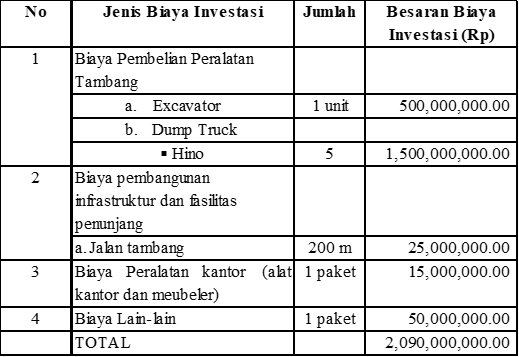 No Jenis Biaya Investasi Jumlah Besaran Biaya
Investasi (Rp)
1 Biaya Pembelian Peralatan
Tambang
a. Excavator 1 unit 500,000,000.00
b. Dump Truck
▪ Hino 5 1,500,000,000.00
2 Biaya pembangunan
infrastruktur dan fasilitas
penunjang
a. Jalan tambang 200 m 25,000,000.00
3 Biaya Peralatan kantor (alat 1 paket 15,000,000.00
kantor dan meubeler)
4 Biaya Lain-lain 1 paket 50,000,000.00
TOTAL 2,090,000,000.00